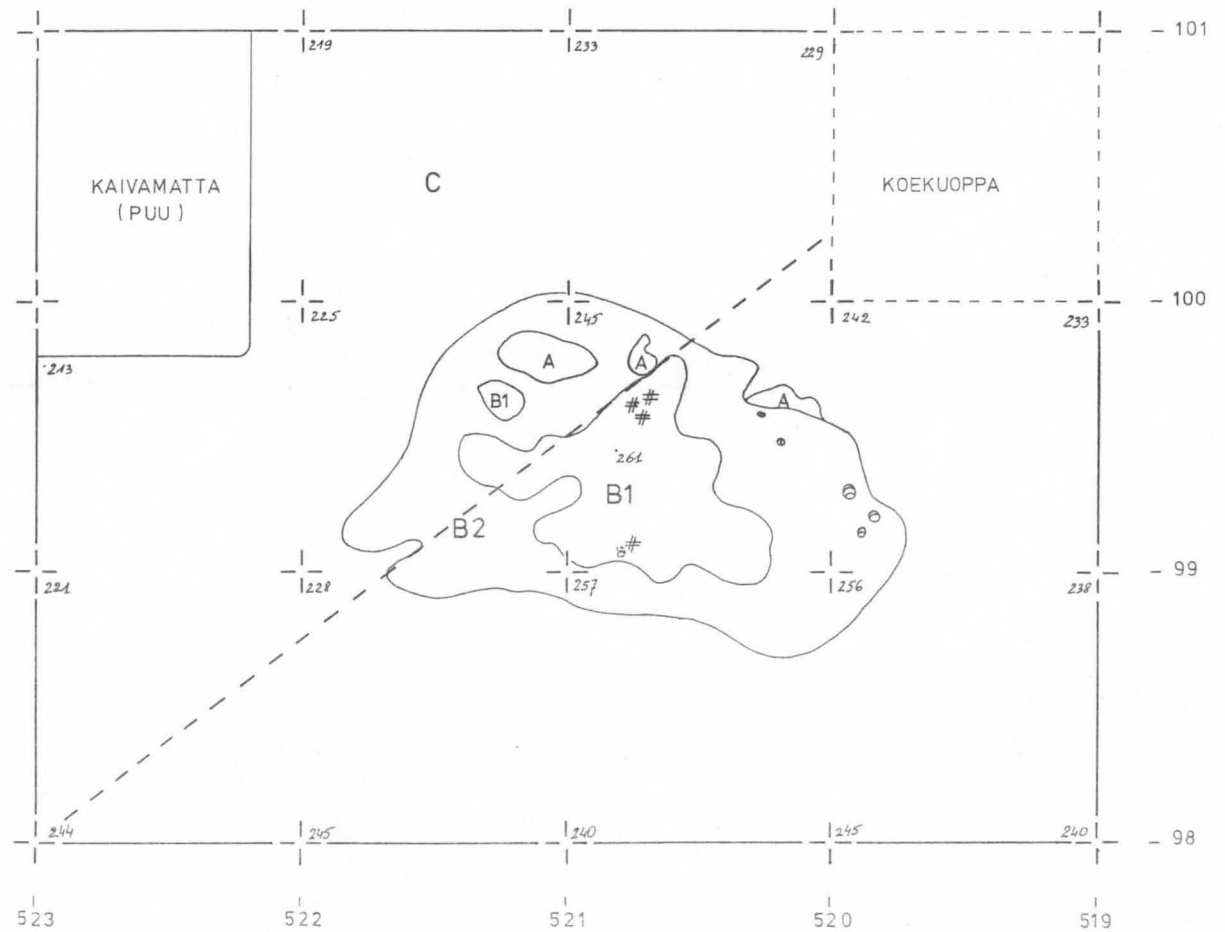 219 233 229 101
KAIVAMATTA
(PUU)
C
KOEKUOPPA
225 245 242 233 100
213
A A
B1 A
261
B1
B2
221 228 257 256 238 99
244 245 240 245 240 98
523 522 521 520 519